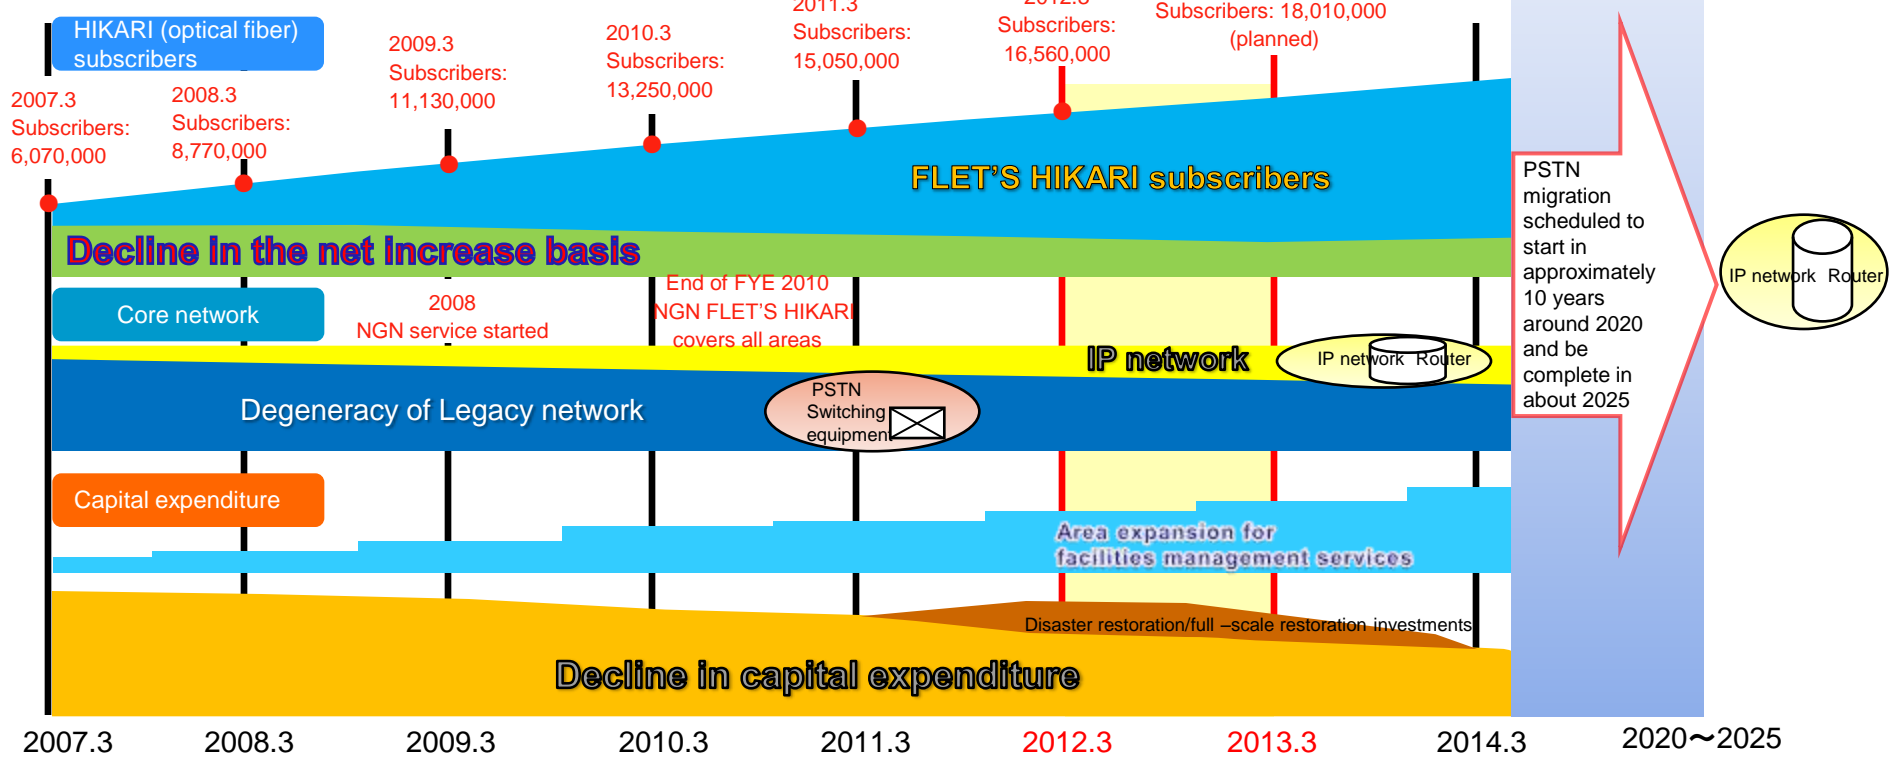 HIKARI (optical fiber)
subscribers
2007.3
Subscribers:
6,070,000
2008.3
Subscribers:
8,770,000
2009.3
Subscribers:
11,130,000
2010.3
Subscribers:
13,250,000
2011.3
Subscribers:
15,050,000
2012.3
Subscribers:
16,560,000
Subscribers: 18,010,000
(planned)
FLET'S HIKARI subscribers
Decline in the net increase basis
Core network
2008
NGN service started
End of FYE 2010
NGN FLET'S HIKARI
covers all areas
IP network
IP network Router
Degeneracy of Legacy network
PSTN
Switching
equipment
Capital expenditure
Area expansion for
facilities management services
Disaster restoration/full –scale restoration investments
Decline in capital expenditure
PSTN
migration
scheduled to
start in
approximately
10 years
around 2020
and be
complete in
about 2025
IP network Router
2007.3
2008.3
2009.3
2010.3
2011.3
2012.3
2013.3
2014.3
2020～2025